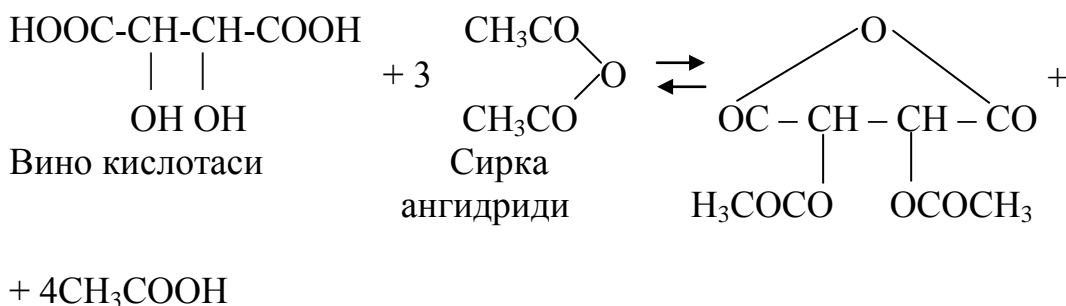 HOOC-CH-CH-COOH
OH OH
Вино кислотаси
+ 3
CH₃CO
O
CH₃CO
Сирка
ангидриди
O
OC – CH – CH – CO
H₃COCO OCOCH₃
+
+ 4CH₃COOH